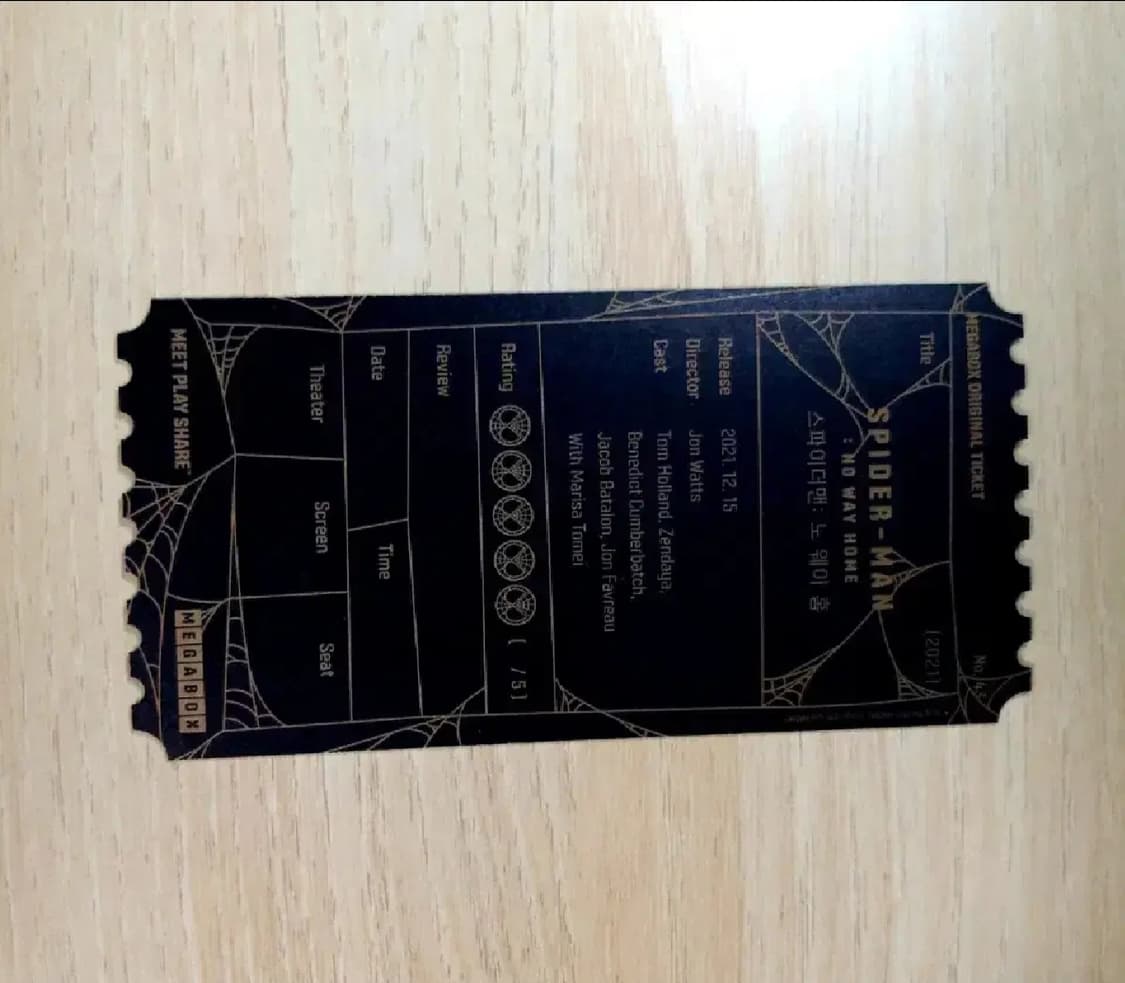 MEGABOX ORIGINAL TICKET
Title
[2021]
SPIDER-MAN
: NO WAY HOME
스파이더맨: 노 웨이 홈
Release 2021. 12. 15
Director Jon Watts
Cast Tom Holland, Zendaya,
Benedict Cumberbatch,
Jacob Batalon, Jon Favreau
With Marisa Tomei
Rating [ /5]
Review
Date Time
Theater Screen Seat
MEET PLAY SHARE MEGABOX